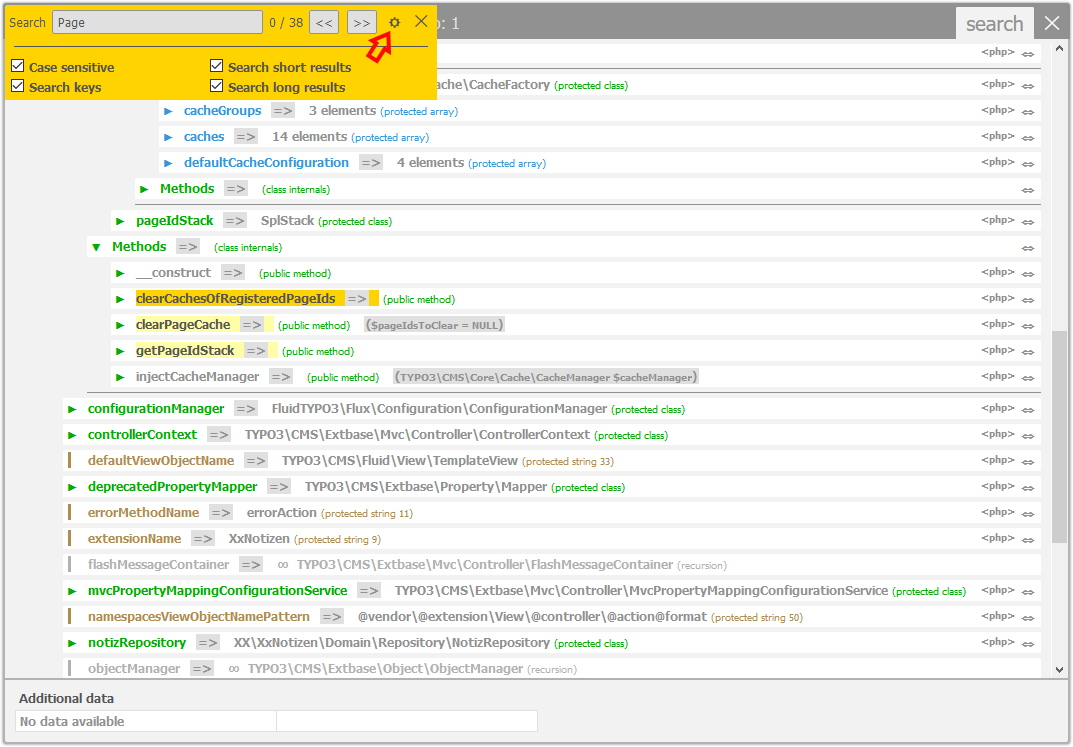 Search Page 0 / 38 << >>
: 1
search
Case sensitive Search short results
Search keys Search long results
<php>
che\CacheFactory (protected class) <php>
cacheGroups => 3 elements (protected array) <php>
caches => 14 elements (protected array) <php>
defaultCacheConfiguration => 4 elements (protected array) <php>
Methods => (class internals)
pageIdStack => SplStack (protected class) <php>
Methods => (class internals)
__construct => (public method) <php>
clearCachesOfRegisteredPageIds => (public method) <php>
clearPageCache => (public method) ($pageIdsToClear = NULL) <php>
getPageIdStack => (public method) <php>
injectCacheManager => (public method) (TYPO3\CMS\Core\Cache\CacheManager $cacheManager) <php>
configurationManager => FluidTYPO3\Flux\Configuration\ConfigurationManager (protected class) <php>
controllerContext => TYPO3\CMS\Extbase\Mvc\Controller\ControllerContext (protected class) <php>
defaultViewObjectName => TYPO3\CMS\Fluid\View\TemplateView (protected string 33) <php>
deprecatedPropertyMapper => TYPO3\CMS\Extbase\Property\Mapper (protected class) <php>
errorMethodName => errorAction (protected string 11) <php>
extensionName => XxNotizen (protected string 9) <php>
flashMessageContainer => ∞ TYPO3\CMS\Extbase\Mvc\Controller\FlashMessageContainer (recursion) <php>
mvcPropertyMappingConfigurationService => TYPO3\CMS\Extbase\Mvc\Controller\MvcPropertyMappingConfigurationService (protected class) <php>
namespacesViewObjectNamePattern => @vendor\@extension\View\@controller\@action@format (protected string 50) <php>
notizRepository => XX\XxNotizen\Domain\Repository\NotizRepository (protected class) <php>
objectManager => ∞ TYPO3\CMS\Extbase\Object\ObjectManager (recursion) <php>
Additional data
No data available